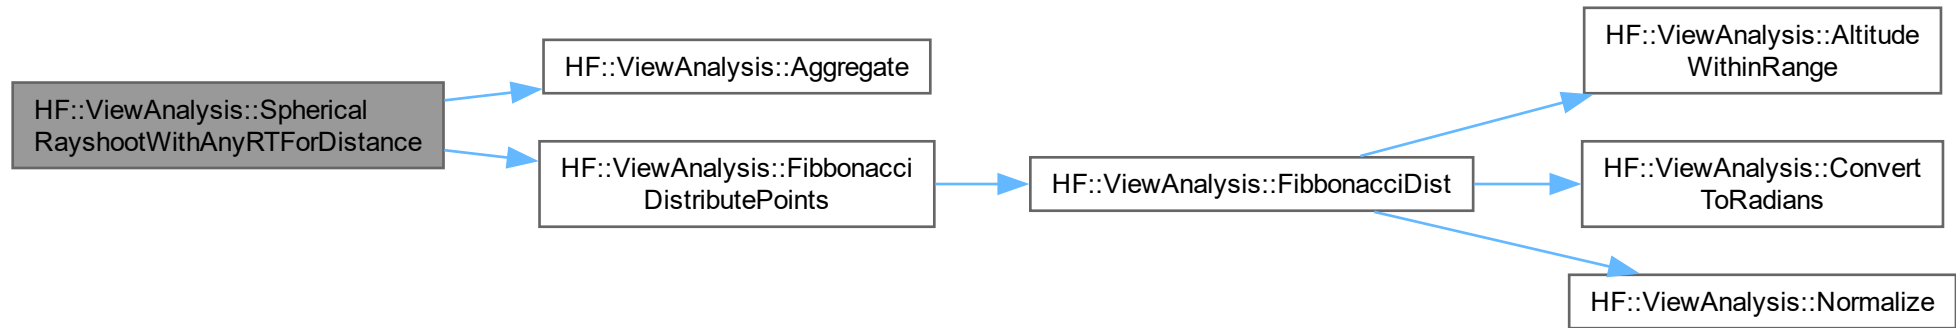 HF::ViewAnalysis::Spherical
RayshootWithAnyRTForDistance
HF::ViewAnalysis::Aggregate
HF::ViewAnalysis::Fibbonacci
DistributePoints
HF::ViewAnalysis::FibbonacciDist
HF::ViewAnalysis::Altitude
WithinRange
HF::ViewAnalysis::Convert
ToRadians
HF::ViewAnalysis::Normalize